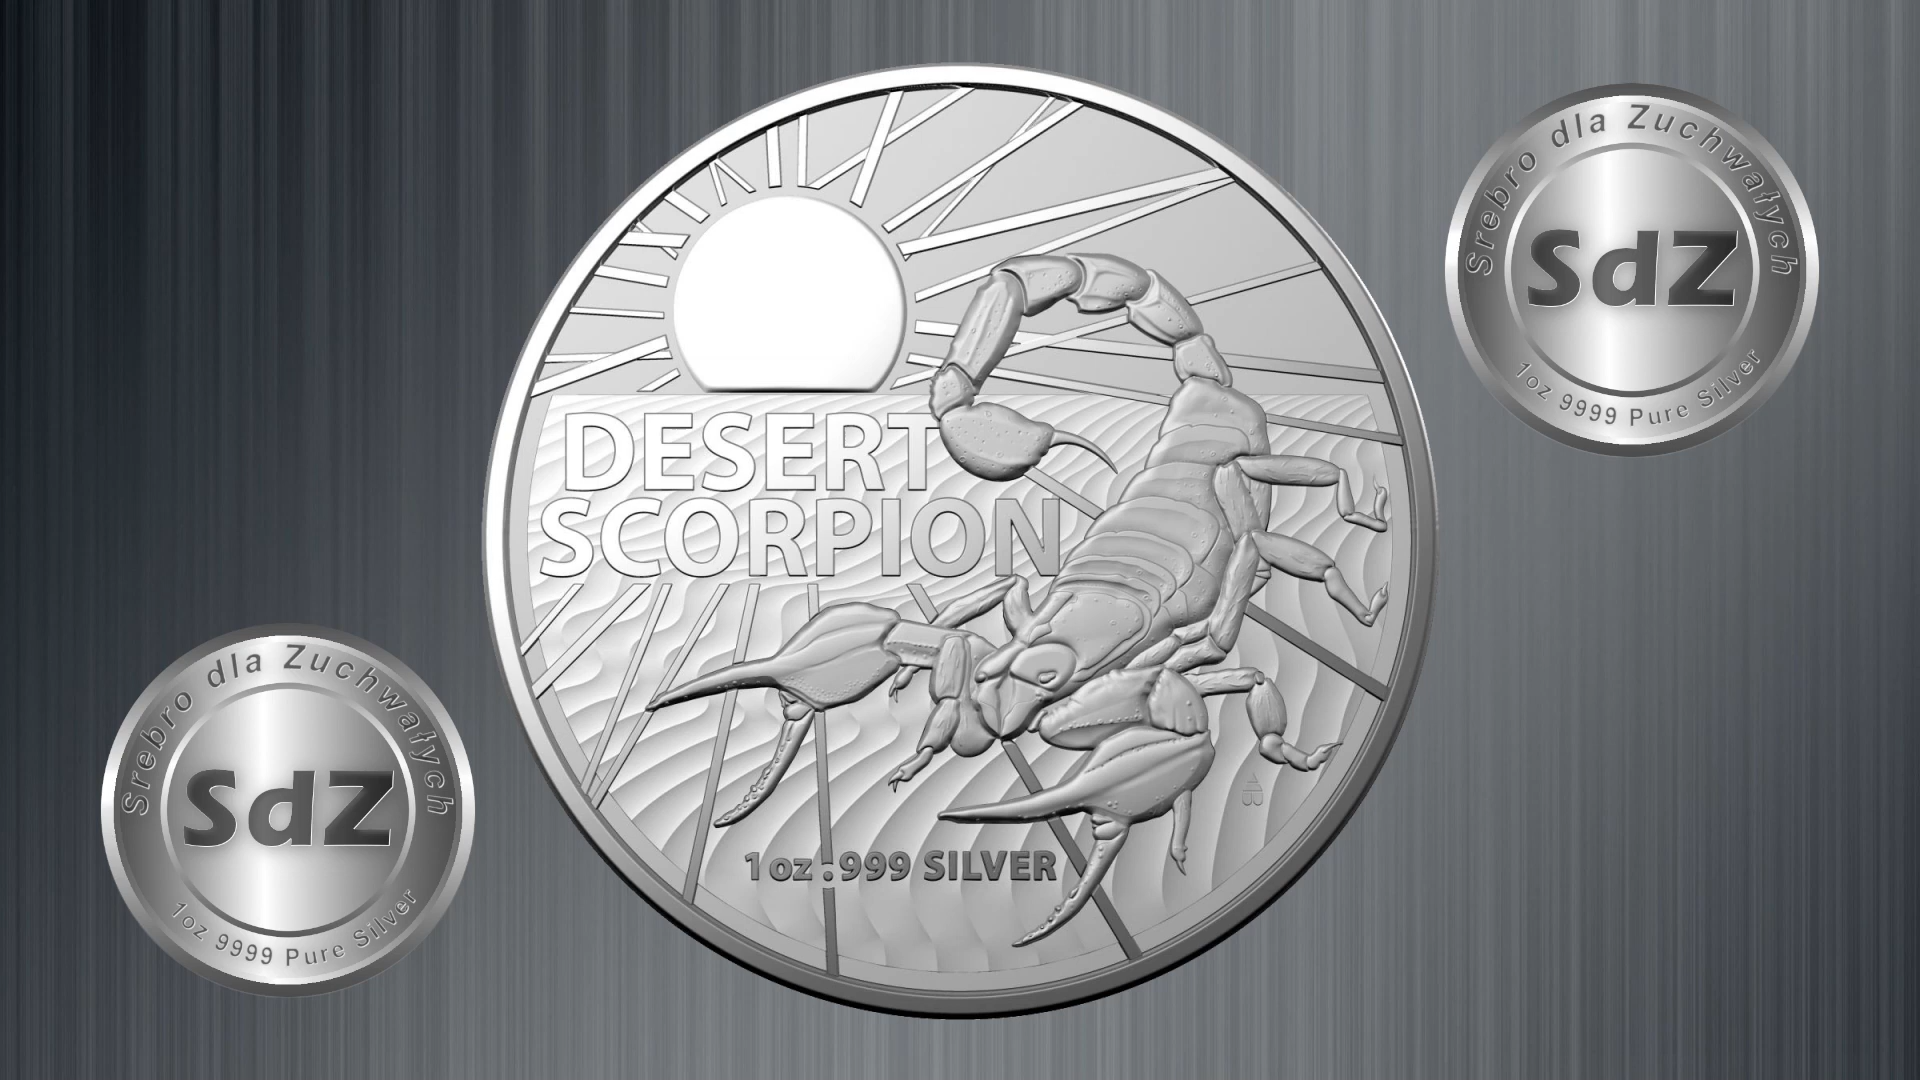 Srebro dla Zuchwałych
SdZ
1oz 9999 Pure Silver
DESERT
SCORPION
1oz .999 SILVER
Srebro dla Zuchwałych
SdZ
1oz 9999 Pure Silver